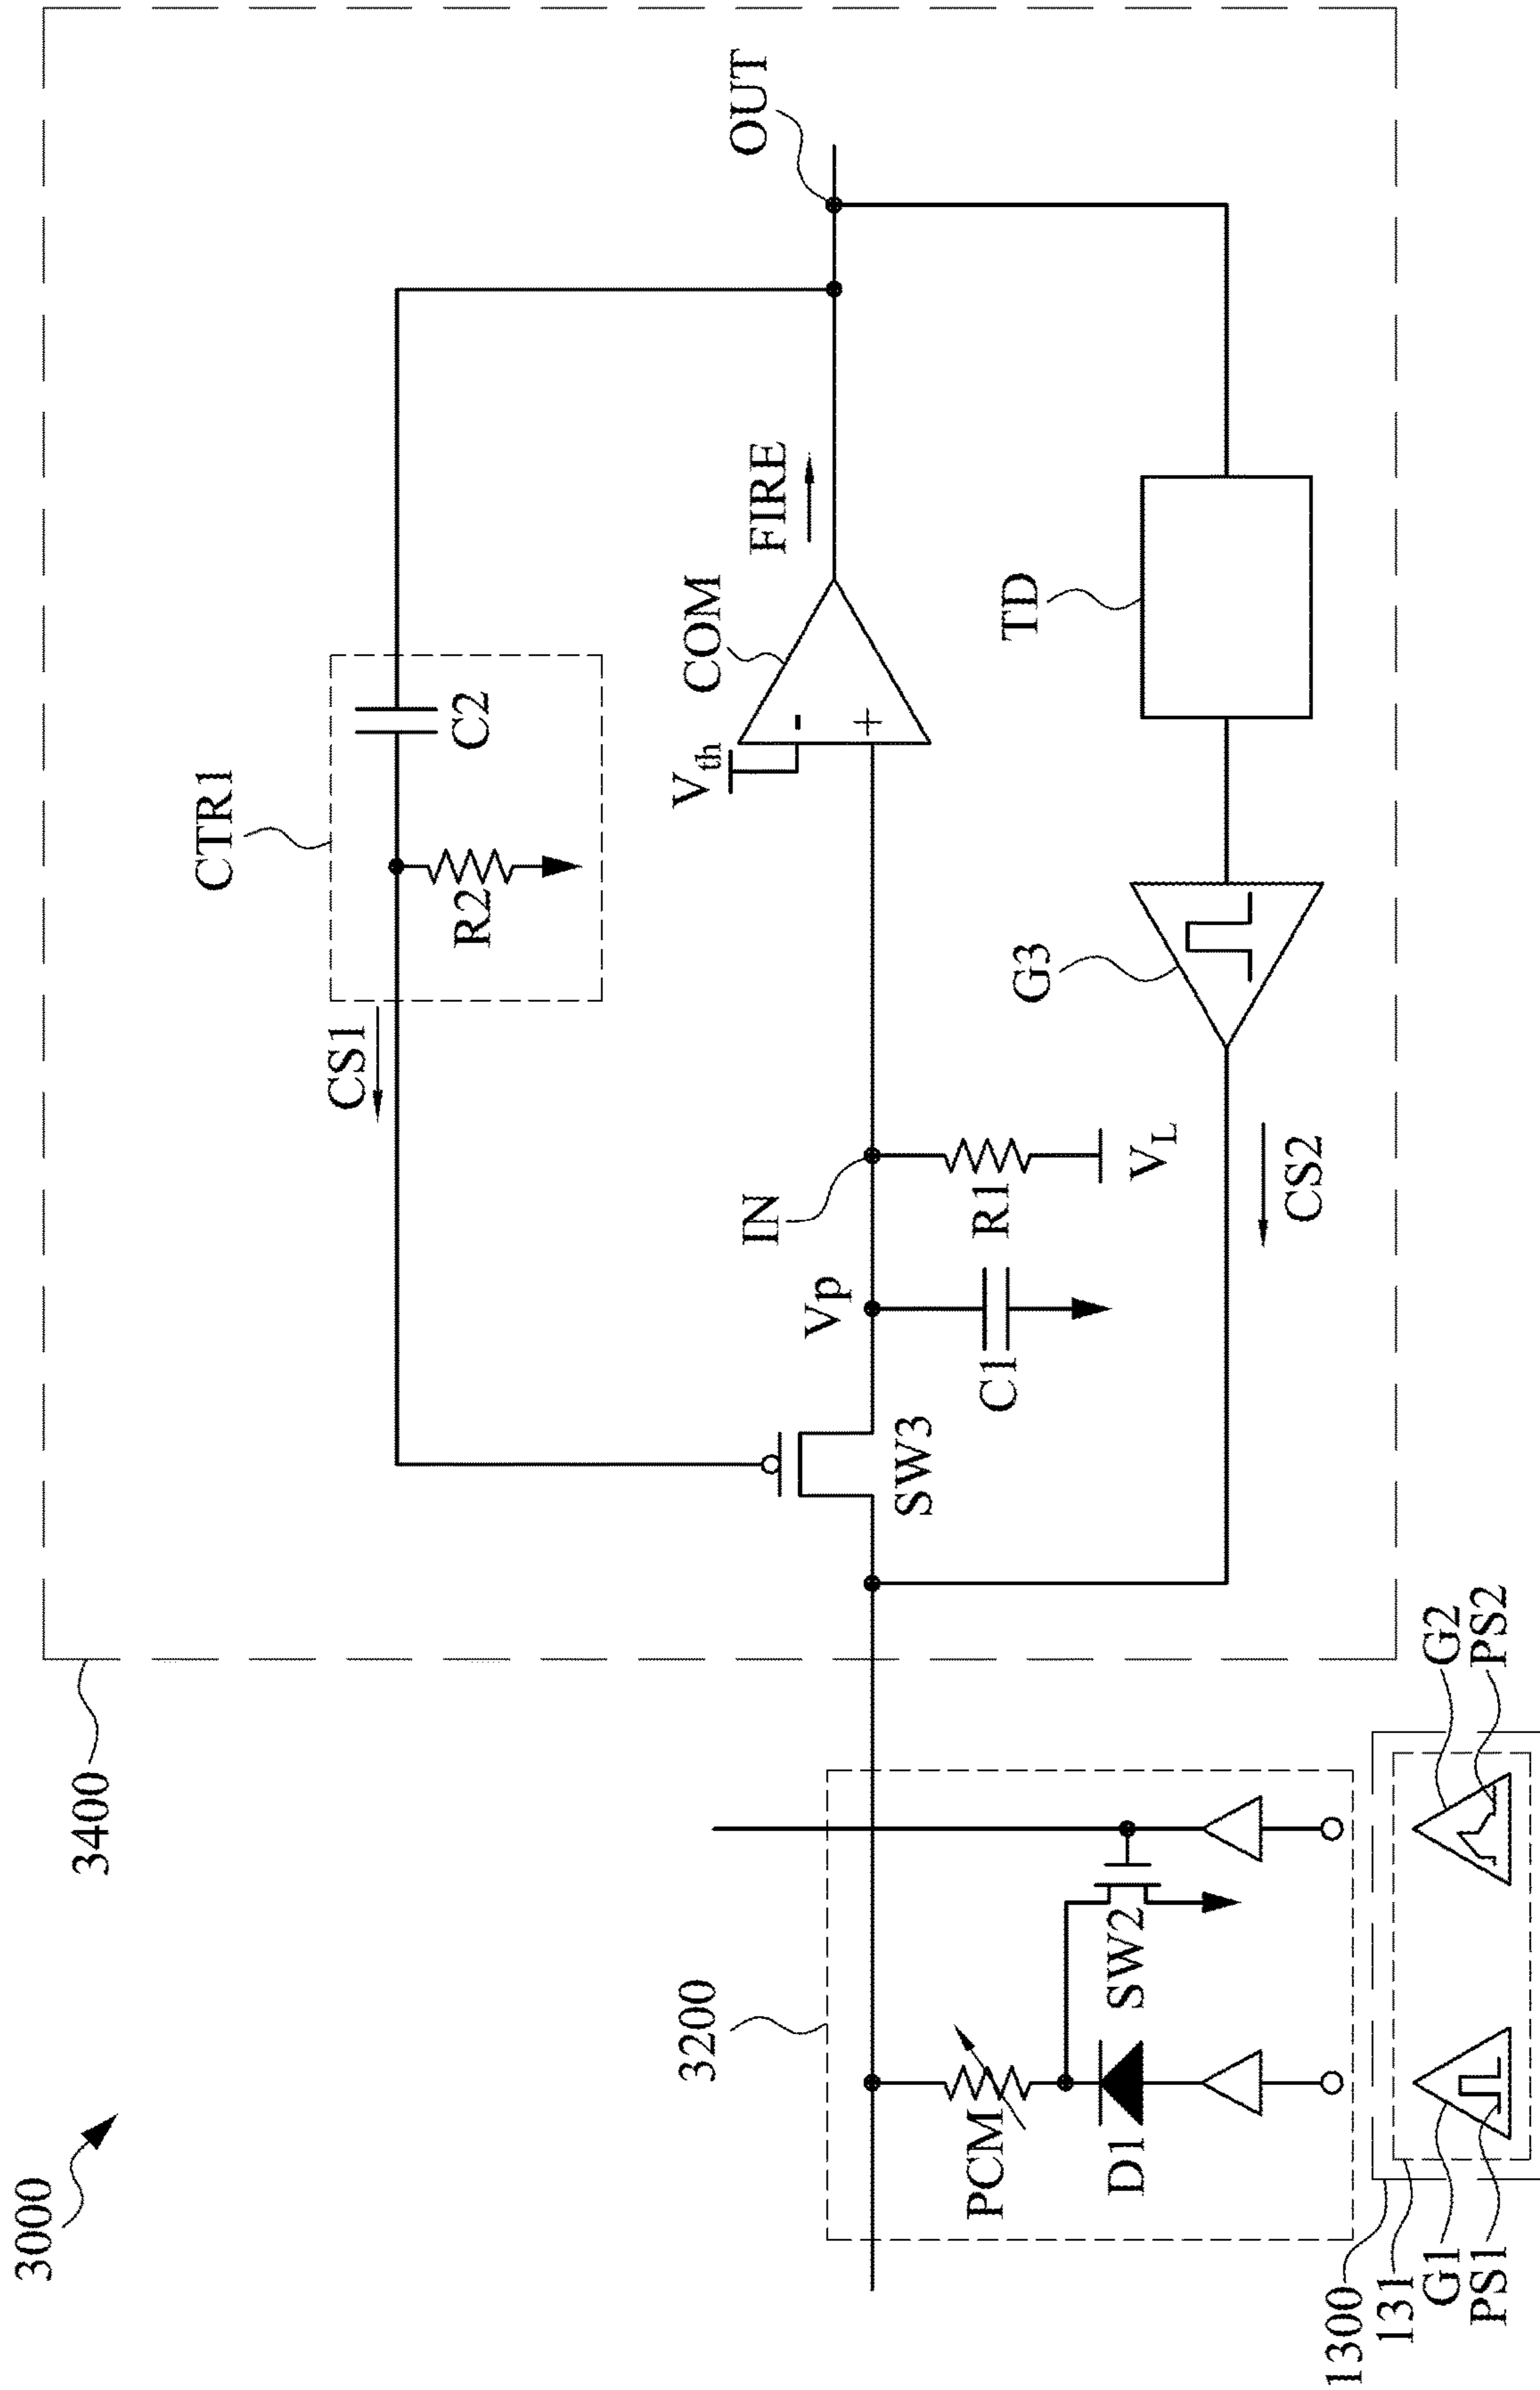 3000
3400
CTR1
C2
R2
CS1
OUT
FIRE
COM
Vth
-
+
IN
Vp
R1
VL
C1
SW3
TD
G3
CS2
3200
PCM
D1
SW2
1300
131
G1
PS1
G2
PS2